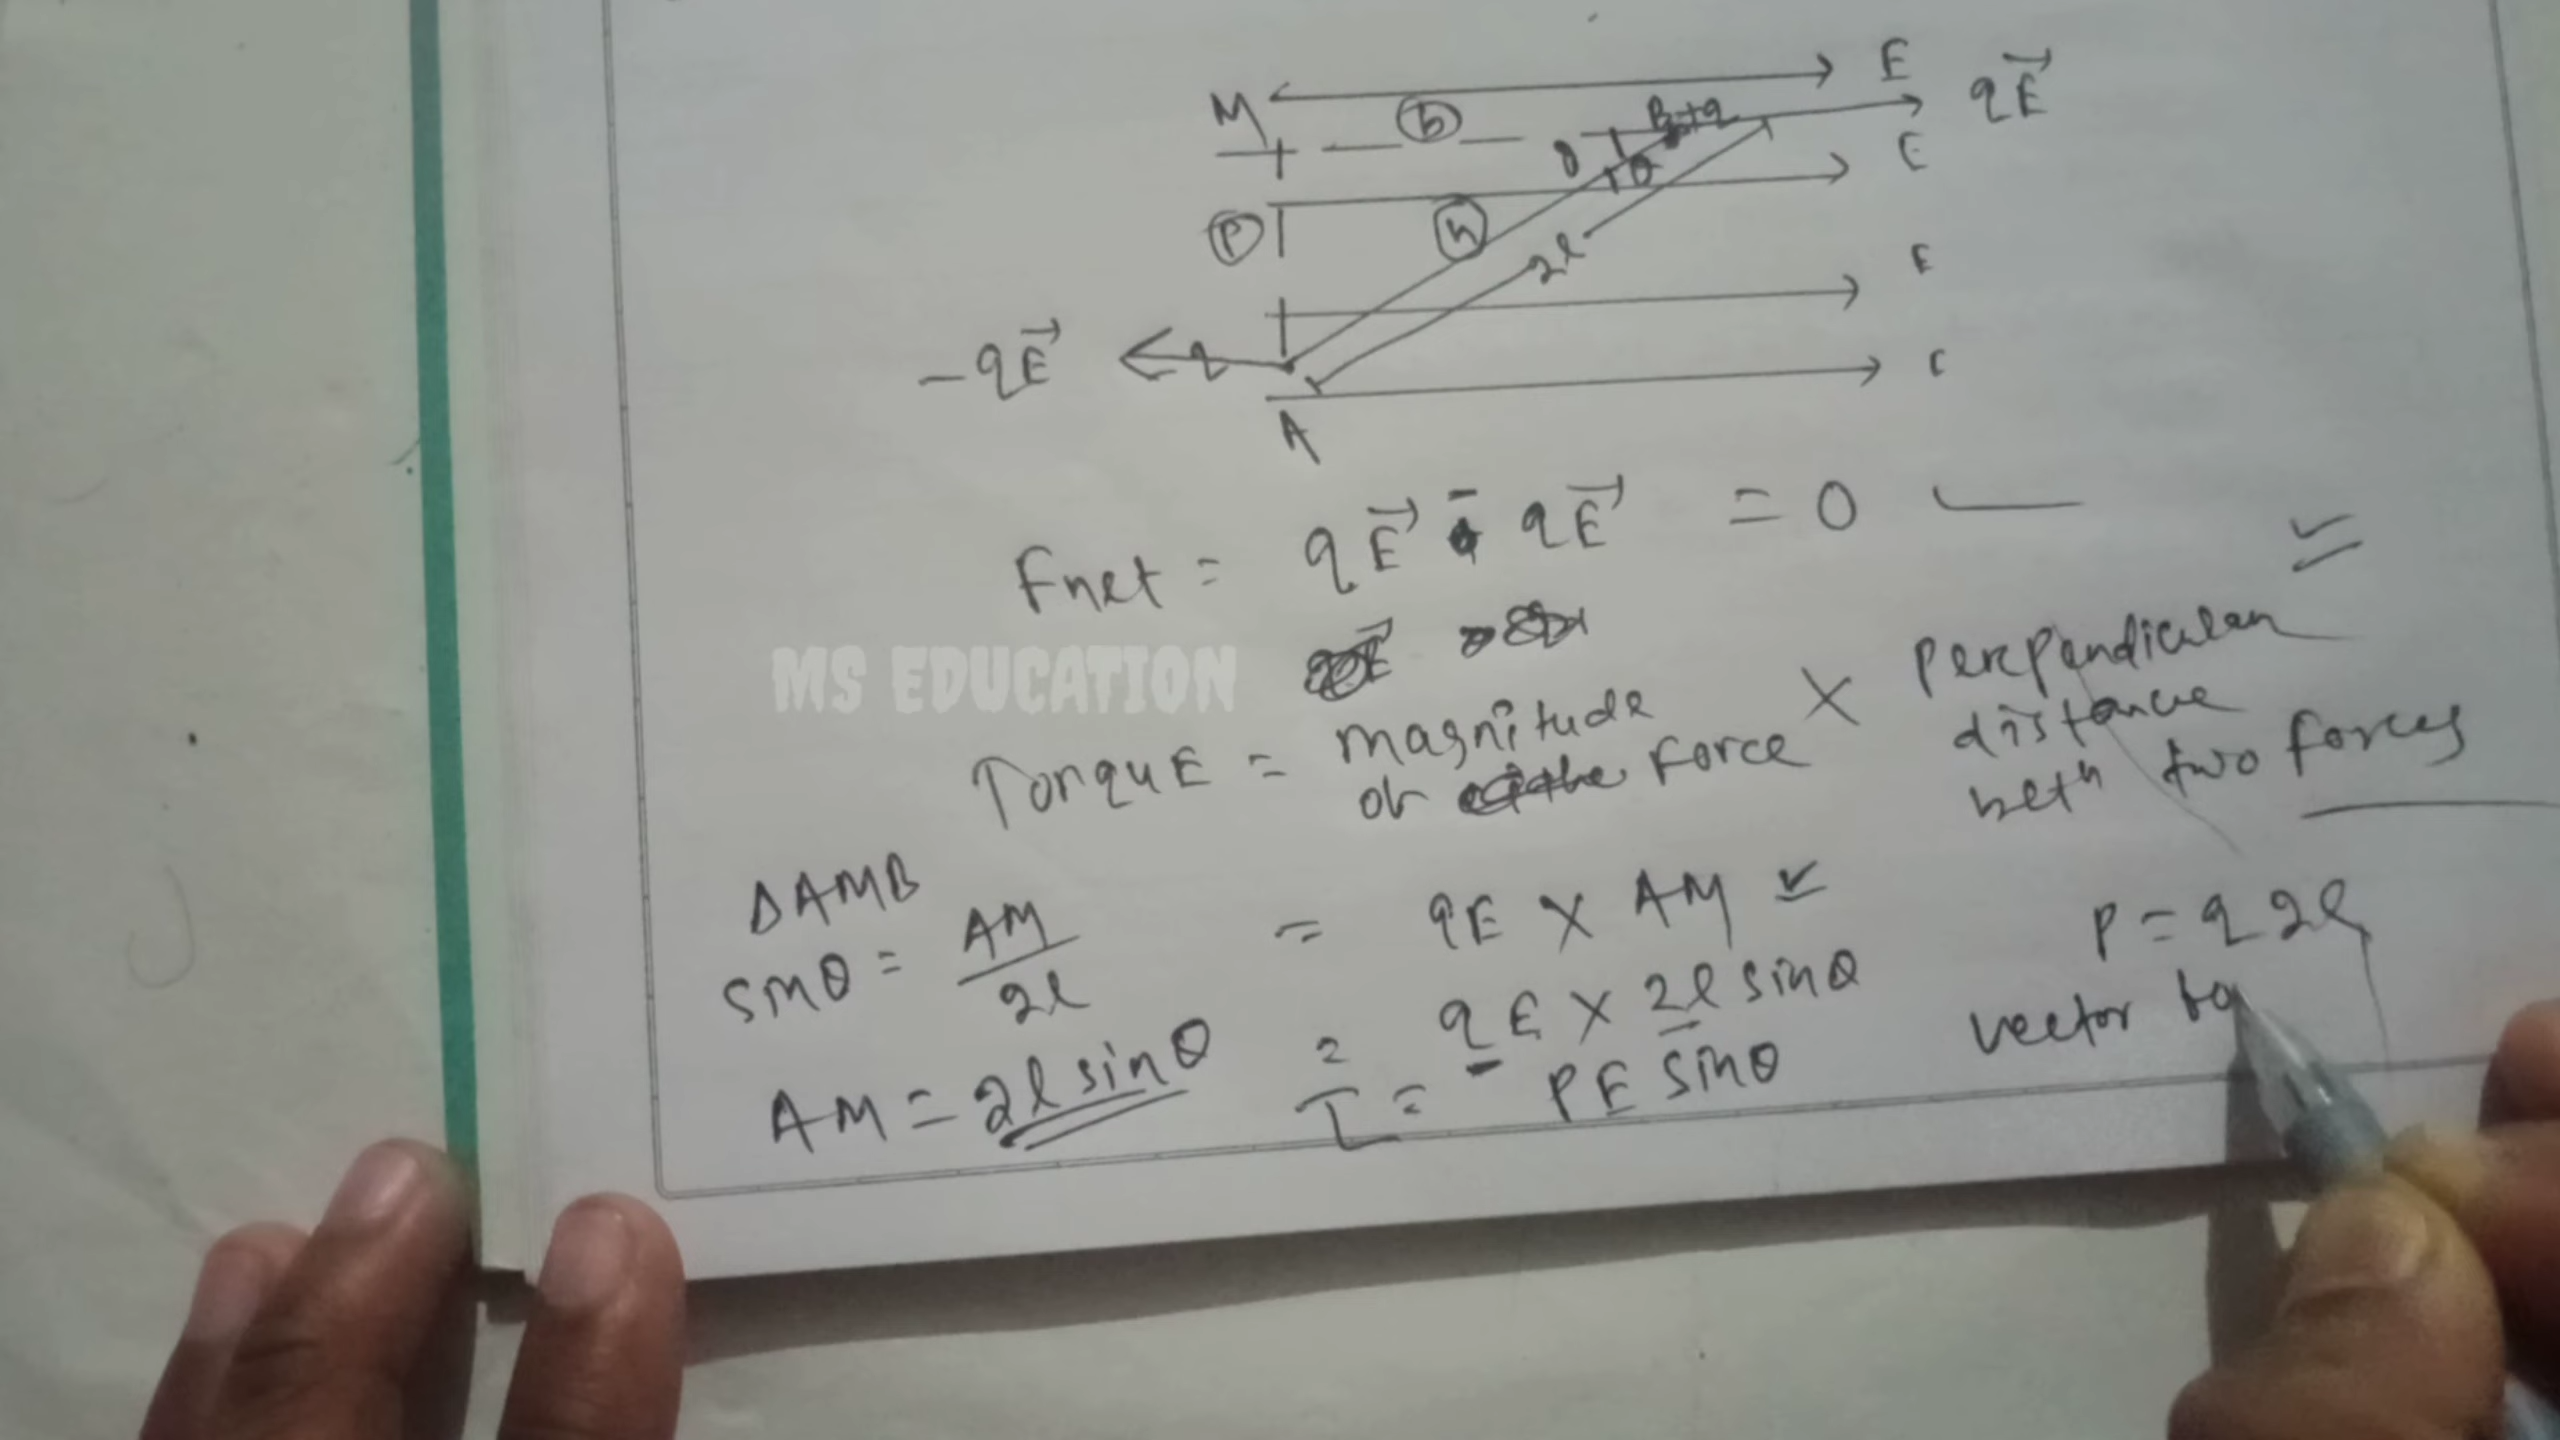 M E
b B+q qE⃗
θ θ E
P h
2l E
-qE⃗ E
A
Fnet = qE⃗ - qE⃗ = 0
MS EDUCATION
TorquE = magnitude of Force × perpendicular distance betn two forces
ΔAMB
sinθ = AM/2l
AM = 2l sinθ
= qE × AM ✓
= qE × 2l sinθ
τ = PE sinθ
P = q 2l
vector